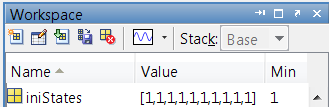 Workspace
Stack: Base
Name Value Min
iniStates [1,1,1,1,1,1,1,1,1,1] 1